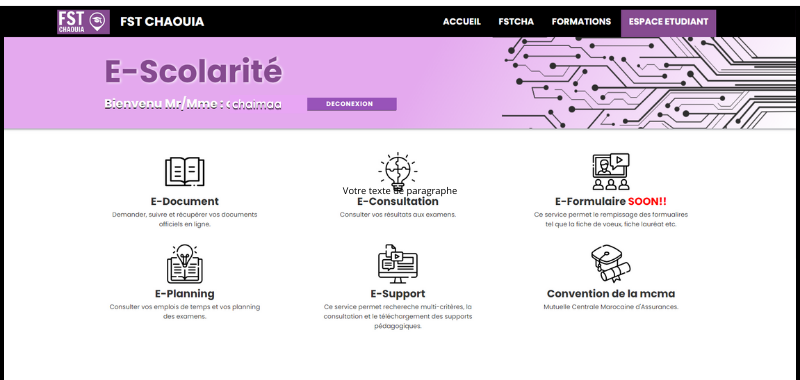 FST
CHAOUIA
FST CHAOUIA
ACCUEIL
FSTCHA
FORMATIONS
ESPACE ETUDIANT
E-Scolarité
Bienvenu Mr/Mme : chaimaa
DECONEXION
E-Document
Demander, suivre et récupérer vos documents
officiels en ligne.
Votre texte de paragraphe
E-Consultation
Consulter vos résultats aux examens.
E-Formulaire SOON!!
Ce service permet le rempissage des formualires
tel que la fiche de voeux, fiche lauréat etc.
E-Planning
Consulter vos emplois de temps et vos planning
des examens.
E-Support
Ce service permet rechereche multi-critéres, la
consultation et le téléchargement des supports
pédagogiques.
Convention de la mcma
Mutuelle Centrale Marocaine d'Assurances.